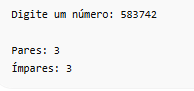 Digite um número: 583742
Pares: 3
Ímpares: 3